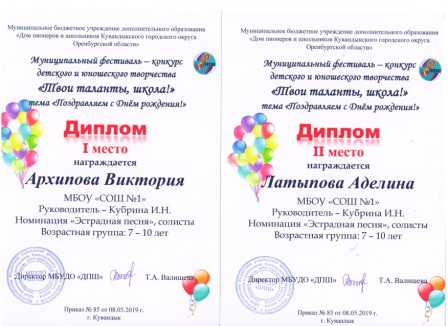 Муниципальное бюджетное учреждение дополнительного образования
«Дом пионеров и школьников Кувандыкского городского округа
Оренбургской области»
Муниципальный фестиваль – конкурс
детского и юношеского творчества
«Твои таланты, школа!»
тема «Поздравляем с Днём рождения!»
Диплом
I место
награждается
Архипова Виктория
МБОУ «СОШ №1»
Руководитель – Кубрина И.Н.
Номинация «Эстрадная песня», солисты
Возрастная группа: 7 – 10 лет
Директор МБУДО «ДПШ» Т.А. Валишева
Приказ № 85 от 08.05.2019 г.
г. Кувандык
Муниципальное бюджетное учреждение дополнительного образования
«Дом пионеров и школьников Кувандыкского городского округа
Оренбургской области»
Муниципальный фестиваль – конкурс
детского и юношеского творчества
«Твои таланты, школа!»
тема «Поздравляем с Днём рождения!»
Диплом
II место
награждается
Латыпова Аделина
МБОУ «СОШ №1»
Руководитель – Кубрина И.Н.
Номинация «Эстрадная песня», солисты
Возрастная группа: 7 – 10 лет
Директор МБУДО «ДПШ» Т.А. Валишева
Приказ № 85 от 08.05.2019 г.
г. Кувандык